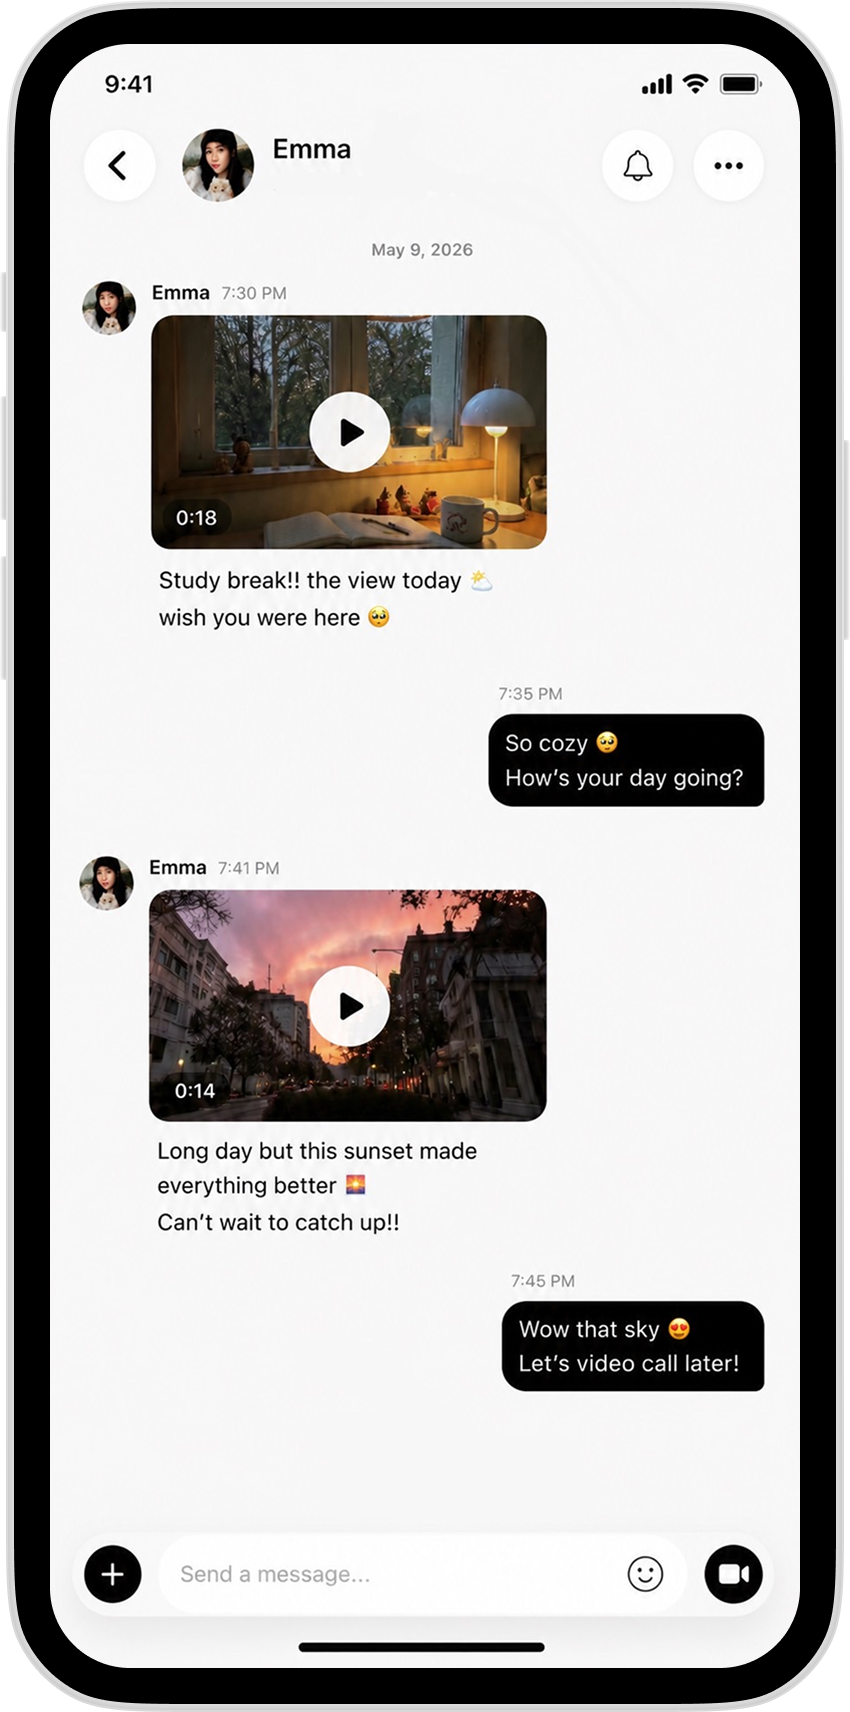 9:41
Emma
May 9, 2026
Emma 7:30 PM
0:18
Study break!! the view today 🌥️
wish you were here 🥹
7:35 PM
So cozy 🥹
How's your day going?
Emma 7:41 PM
0:14
Long day but this sunset made
everything better 🌇
Can't wait to catch up!!
7:45 PM
Wow that sky 😍
Let's video call later!
Send a message...